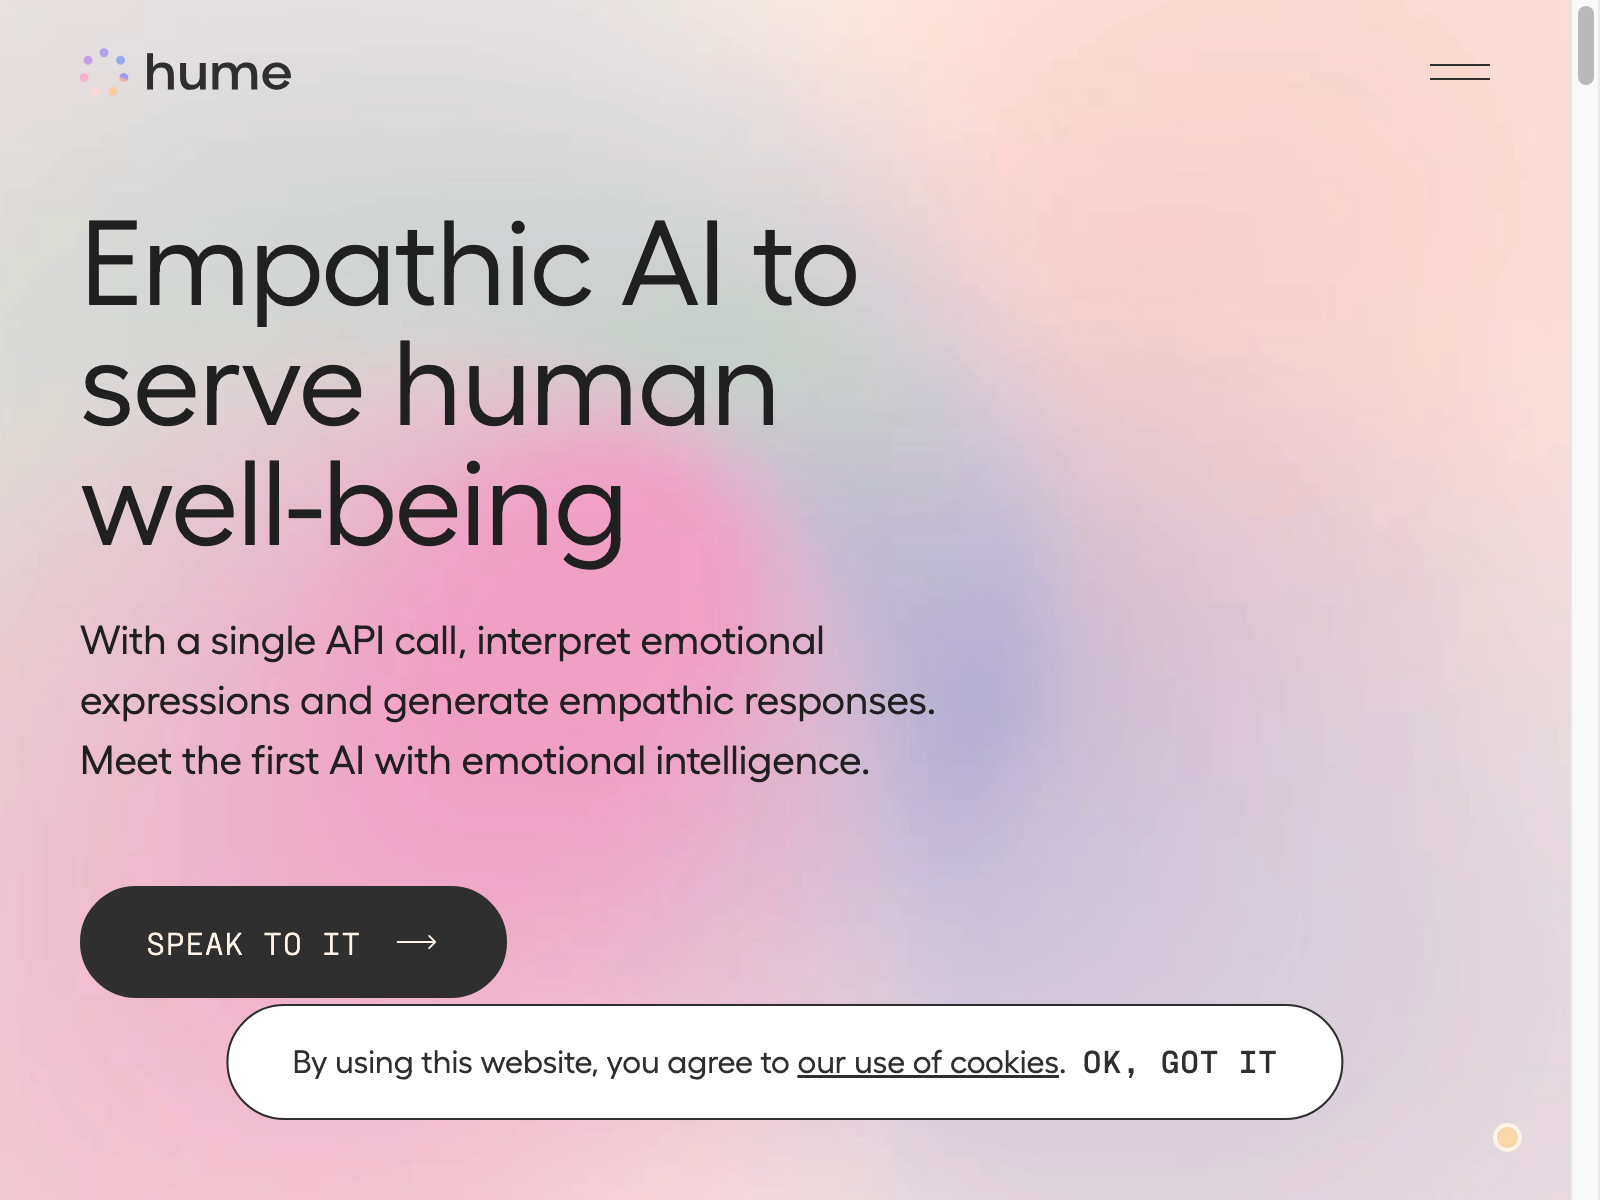 hume
Empathic AI to
serve human
well-being
With a single API call, interpret emotional
expressions and generate empathic responses.
Meet the first AI with emotional intelligence.
SPEAK TO IT
By using this website, you agree to our use of cookies. OK, GOT IT